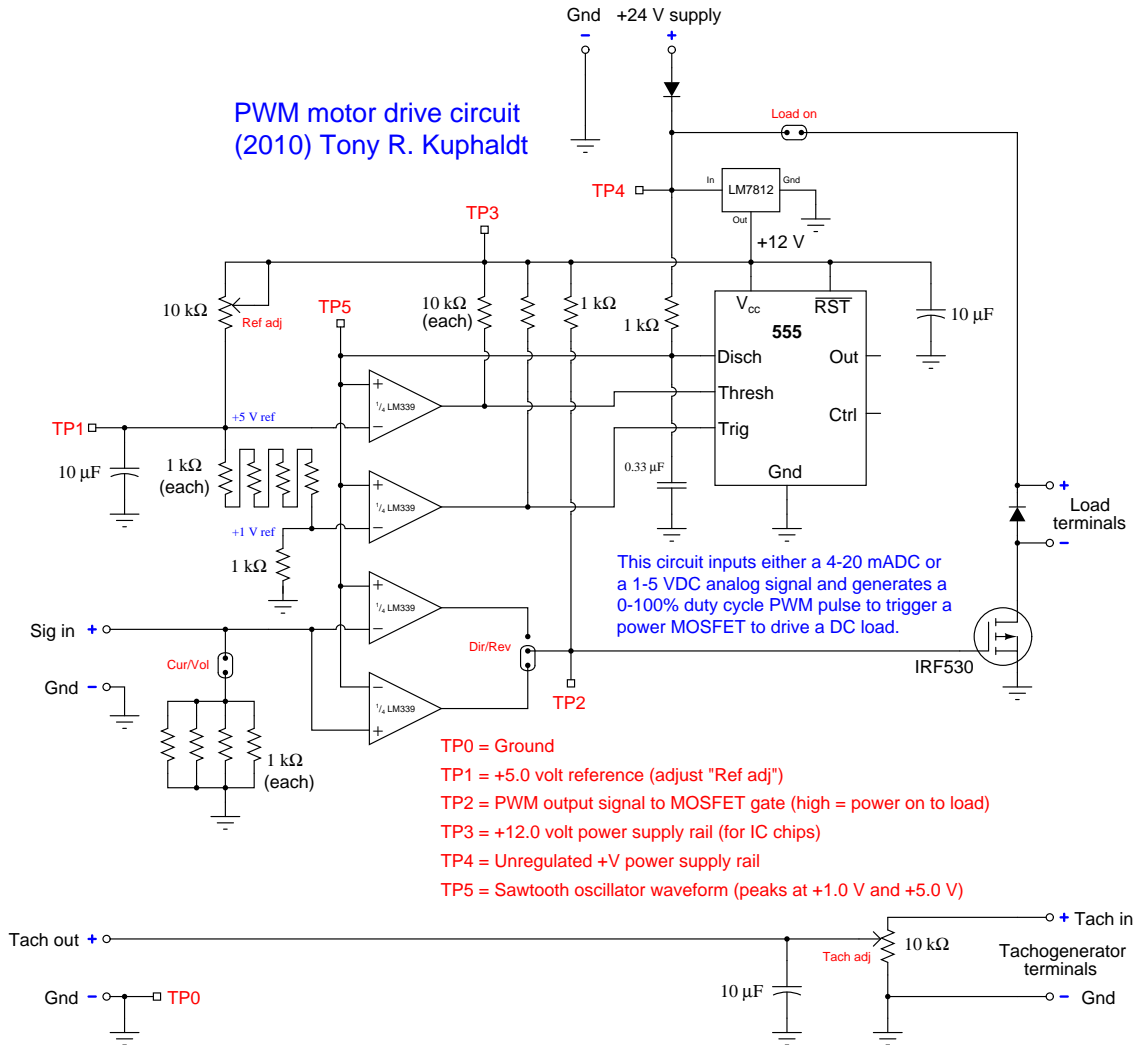 Gnd +24 V supply
- +
PWM motor drive circuit
(2010) Tony R. Kuphaldt
Load on
TP4
In LM7812 Gnd
Out
TP3
+12 V
10 kΩ
Ref adj
TP5
10 kΩ
(each)
1 kΩ
1 kΩ
Vcc RST
555
Disch Out
Thresh
Ctrl
Trig
Gnd
10 μF
+
1/4 LM339
-
+5 V ref
TP1
10 μF
1 kΩ
(each)
0.33 μF
+
1/4 LM339
-
+1 V ref
1 kΩ
+
Load
terminals
-
This circuit inputs either a 4-20 mADC or
a 1-5 VDC analog signal and generates a
0-100% duty cycle PWM pulse to trigger a
power MOSFET to drive a DC load.
+
1/4 LM339
-
Sig in +
Dir/Rev
Cur/Vol
IRF530
Gnd -
-
1/4 LM339
+
TP2
1 kΩ
(each)
TP0 = Ground
TP1 = +5.0 volt reference (adjust "Ref adj")
TP2 = PWM output signal to MOSFET gate (high = power on to load)
TP3 = +12.0 volt power supply rail (for IC chips)
TP4 = Unregulated +V power supply rail
TP5 = Sawtooth oscillator waveform (peaks at +1.0 V and +5.0 V)
+ Tach in
Tach out +
10 kΩ
Tach adj
Tachogenerator
terminals
10 μF
Gnd - TP0
- Gnd